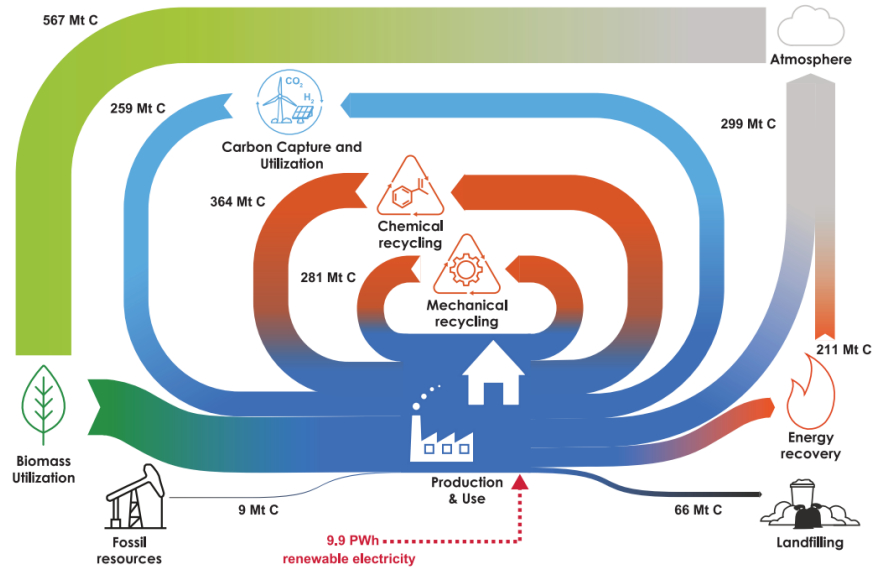 567 Mt C
Atmosphere
CO2
H2
259 Mt C
299 Mt C
Carbon Capture and
Utilization
364 Mt C
Chemical
recycling
281 Mt C
Mechanical
recycling
211 Mt C
Biomass
Utilization
Energy
recovery
Production
& Use
9 Mt C
66 Mt C
Fossil
resources
9.9 PWh
renewable electricity
Landfilling